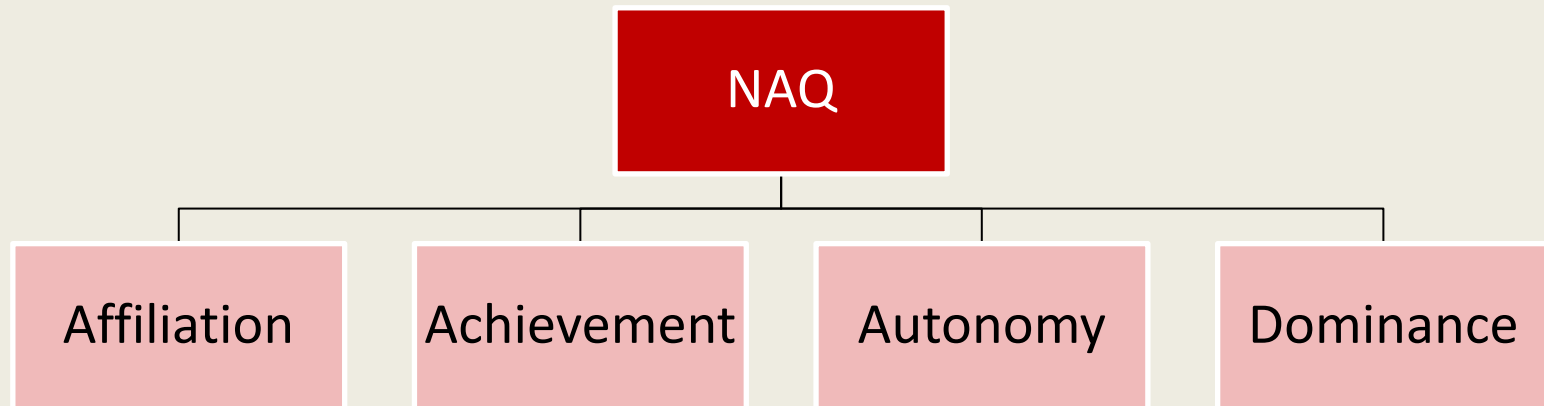 NAQ
Affiliation
Achievement
Autonomy
Dominance